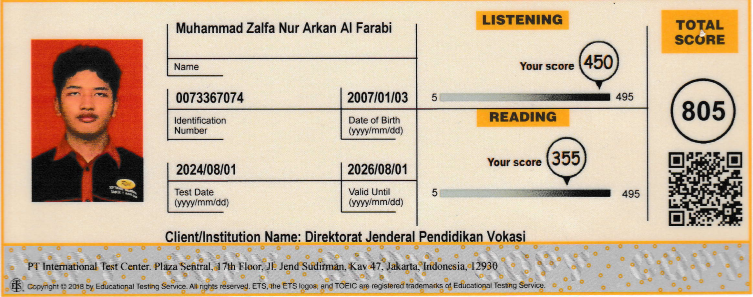 Muhammad Zalfa Nur Arkan Al Farabi
Name
0073367074
Identification
Number
2007/01/03
Date of Birth
(yyyy/mm/dd)
2024/08/01
Test Date
(yyyy/mm/dd)
2026/08/01
Valid Until
(yyyy/mm/dd)
LISTENING
Your score 450
5 495
READING
Your score 355
5 495
TOTAL
SCORE
805
Client/Institution Name: Direktorat Jenderal Pendidikan Vokasi
PT International Test Center. Plaza Sentral, 17th Floor, Jl. Jend Sudirman, Kav 47, Jakarta, Indonesia, 12930
Copyright © 2018 by Educational Testing Service. All rights reserved. ETS, the ETS logos, and TOEIC are registered trademarks of Educational Testing Service.